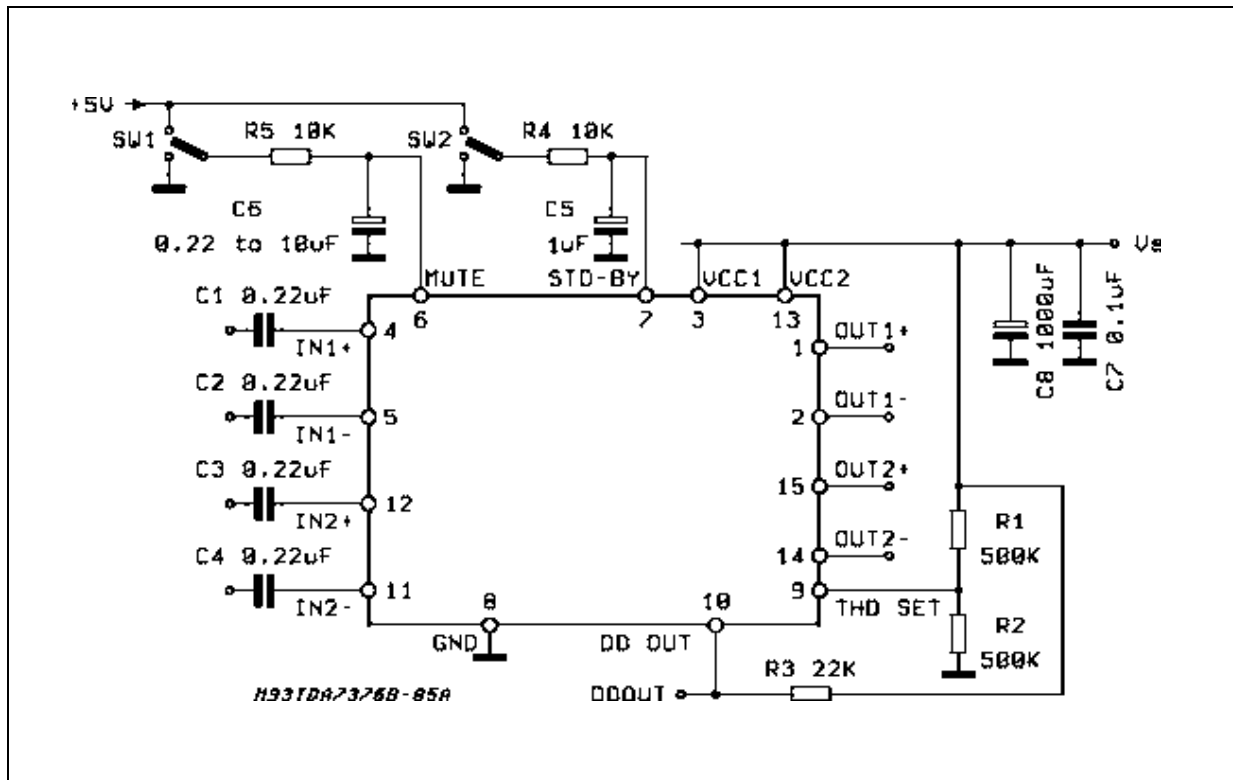 +5V
SW1
R5 10K
SW2
R4 10K
C6
0.22 to 10uF
C5
1uF
Vs
MUTE
STD-BY
VCC1
VCC2
6
7
3
13
C1 0.22uF
IN1+
4
C2 0.22uF
IN1-
5
C3 0.22uF
IN2+
12
C4 0.22uF
IN2-
11
1
OUT1+
2
OUT1-
15
OUT2+
14
OUT2-
9
THD SET
C8 1000uF
C7 0.1uF
R1
500K
R2
500K
8
GND
10
DD OUT
R3 22K
DDOUT
M93TDA7376B-05A